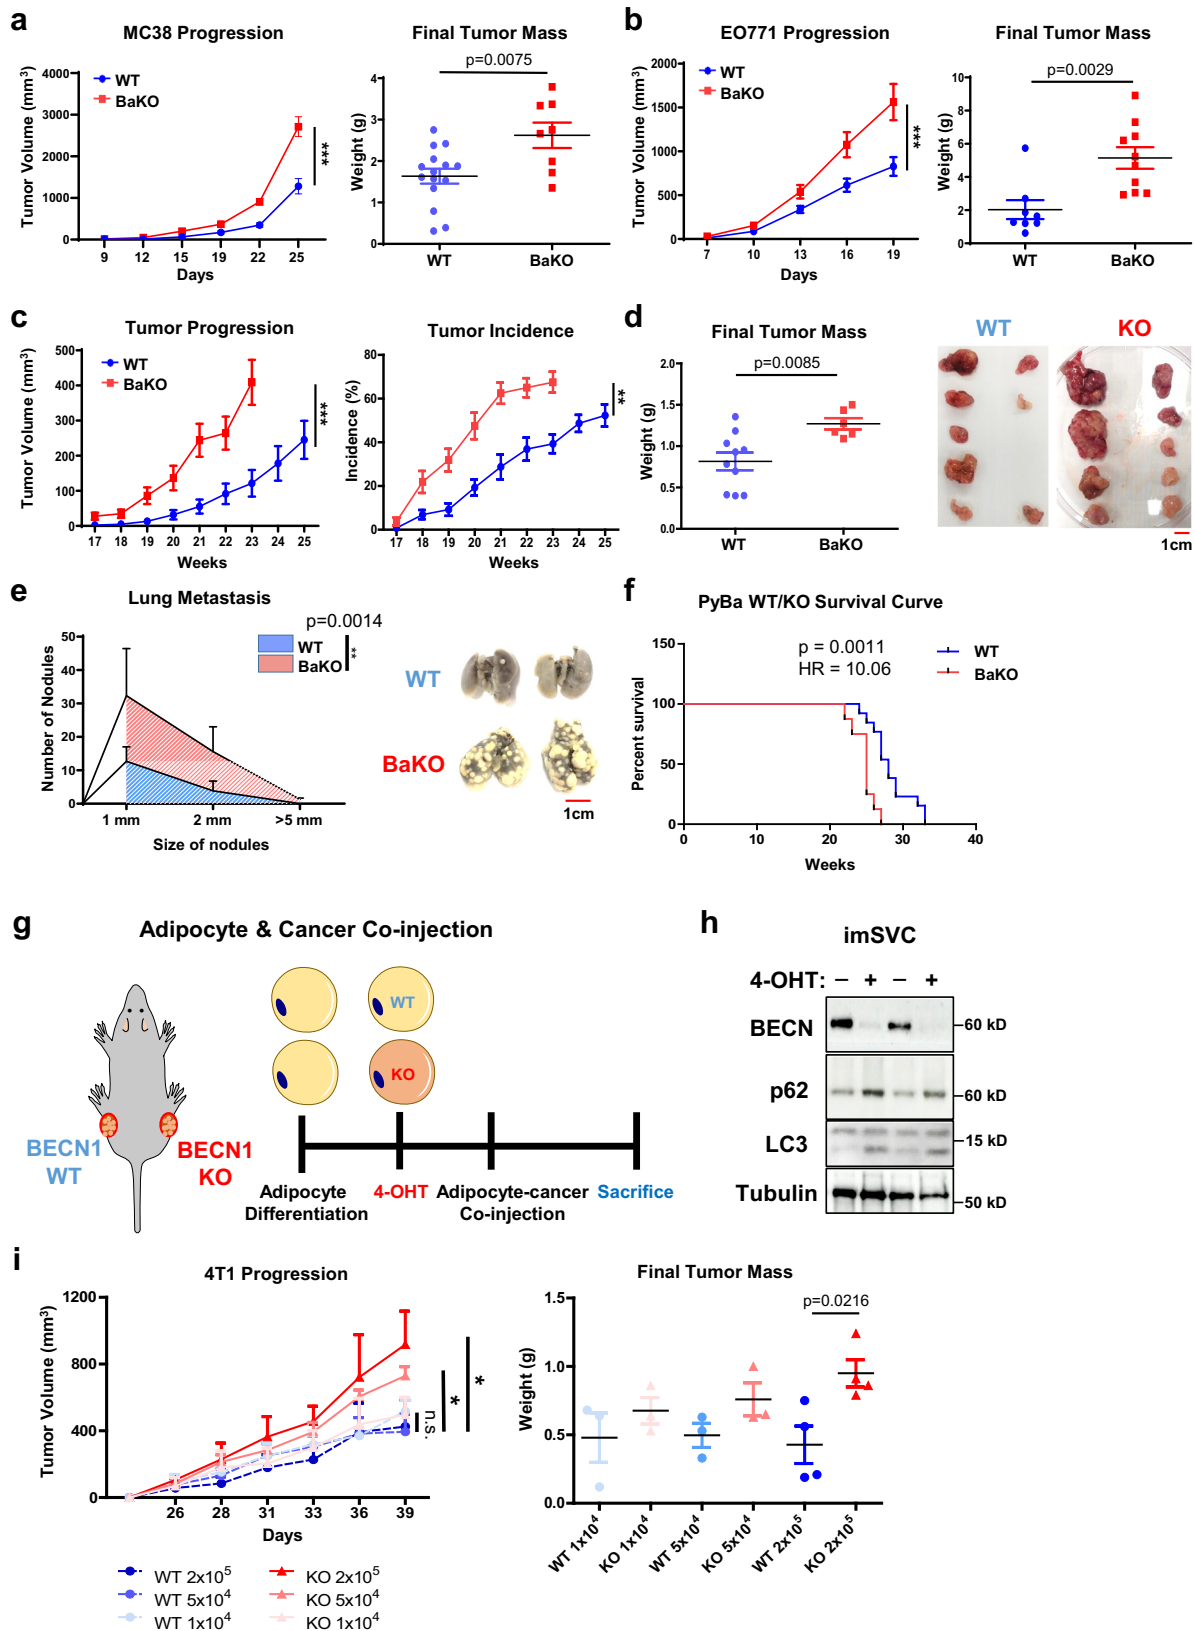 a
MC38 Progression
Tumor Volume (mm³)
4000
3000
2000
1000
0
WT
BaKO
***
9 12 15 19 22 25
Days
Final Tumor Mass
p=0.0075
Weight (g)
4
3
2
1
0
WT BaKO
b
EO771 Progression
Tumor Volume (mm³)
2000
1500
1000
500
0
WT
BaKO
***
7 10 13 16 19
Days
Final Tumor Mass
p=0.0029
Weight (g)
10
8
6
4
2
0
WT BaKO
c
Tumor Progression
Tumor Volume (mm³)
500
400
300
200
100
0
WT
BaKO
***
17 18 19 20 21 22 23 24 25
Weeks
Tumor Incidence
Incidence (%)
80
60
40
20
0
**
17 18 19 20 21 22 23 24 25
Weeks
d
Final Tumor Mass
p=0.0085
Weight (g)
2.0
1.5
1.0
0.5
0.0
WT BaKO
WT KO
1cm
e
Lung Metastasis
p=0.0014
WT
BaKO
**
Number of Nodules
50
40
30
20
10
0
1 mm 2 mm >5 mm
Size of nodules
WT
BaKO
1cm
f
PyBa WT/KO Survival Curve
p = 0.0011
HR = 10.06
WT
BaKO
Percent survival
150
100
50
0
0 10 20 30 40
Weeks
g
Adipocyte & Cancer Co-injection
WT
KO
BECN1
WT
BECN1
KO
Adipocyte
Differentiation
4-OHT
Adipocyte-cancer
Co-injection
Sacrifice
h
imSVC
4-OHT: – + – +
BECN 60 kD
p62 60 kD
LC3 15 kD
Tubulin 50 kD
i
4T1 Progression
Tumor Volume (mm³)
1200
800
400
0
n.s.
*
*
26 28 31 33 36 39
Days
WT 2x10⁵ KO 2x10⁵
WT 5x10⁴ KO 5x10⁴
WT 1x10⁴ KO 1x10⁴
Final Tumor Mass
p=0.0216
Weight (g)
1.5
1.0
0.5
0.0
WT 1x10⁴
KO 1x10⁴
WT 5x10⁴
KO 5x10⁴
WT 2x10⁵
KO 2x10⁵